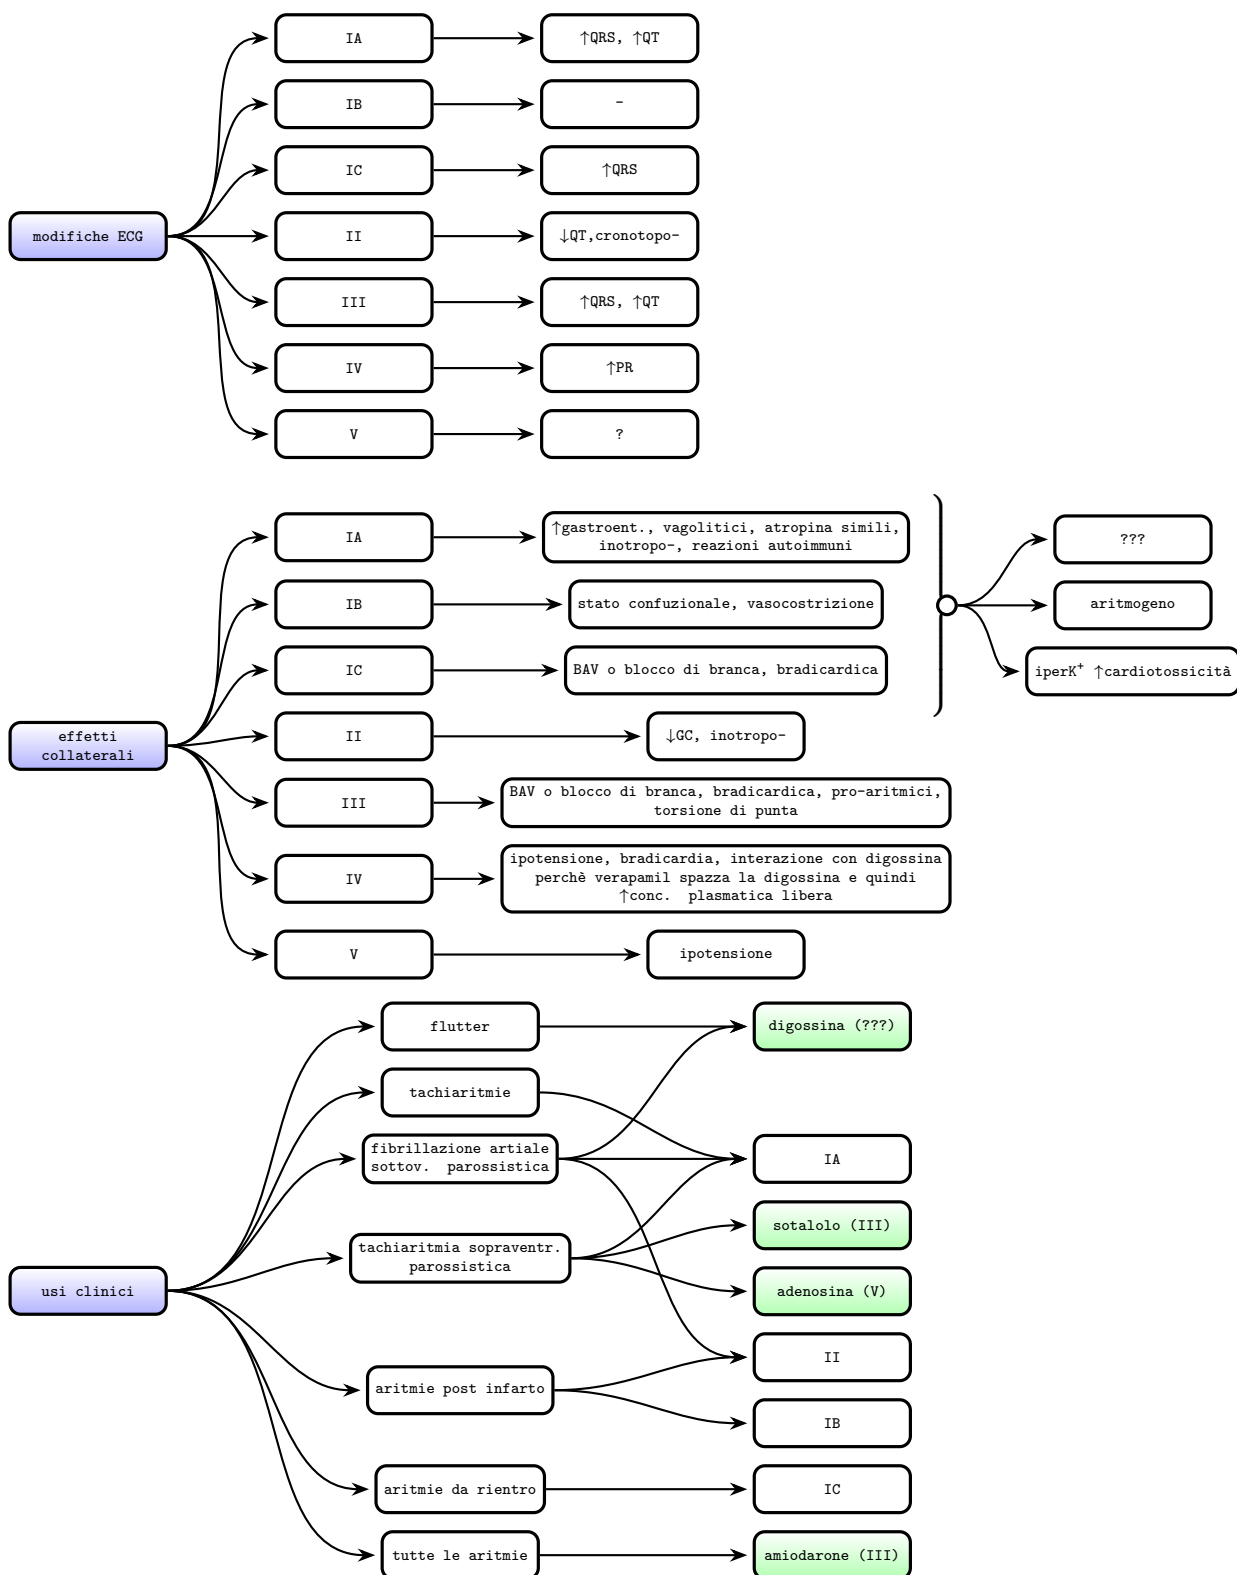 modifiche ECG
IA
↑QRS, ↑QT
IB
-
IC
↑QRS
II
↓QT,cronotopo-
III
↑QRS, ↑QT
IV
↑PR
V
?
effetti
collaterali
IA
↑gastroent., vagolitici, atropina simili,
inotropo-, reazioni autoimmuni
IB
stato confuzionale, vasocostrizione
IC
BAV o blocco di branca, bradicardica
???
aritmogeno
iperK⁺ ↑cardiotossicità
II
↓GC, inotropo-
III
BAV o blocco di branca, bradicardica, pro-aritmici,
torsione di punta
IV
ipotensione, bradicardia, interazione con digossina
perchè verapamil spazza la digossina e quindi
↑conc. plasmatica libera
V
ipotensione
usi clinici
flutter
tachiaritmie
fibrillazione artiale
sottov. parossistica
tachiaritmia sopraventr.
parossistica
aritmie post infarto
aritmie da rientro
tutte le aritmie
digossina (???)
IA
sotalolo (III)
adenosina (V)
II
IB
IC
amiodarone (III)